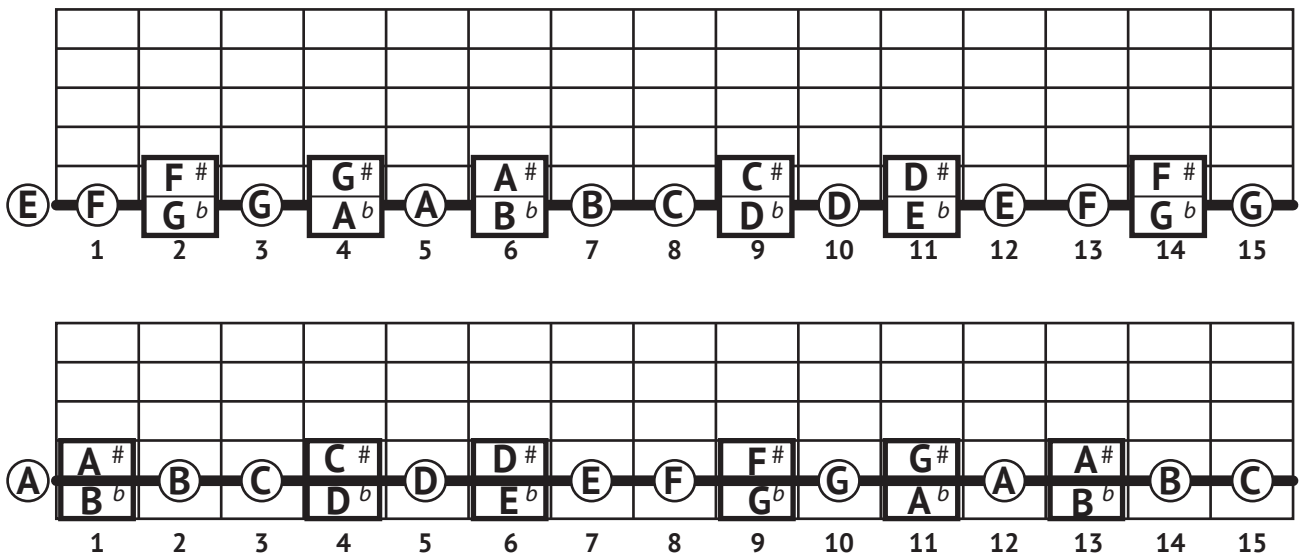 F # G # A # C # D # F #
E F G b G A b A B b B C D b D E b E F G b G
1 2 3 4 5 6 7 8 9 10 11 12 13 14 15
A # C # D # F # G # A #
A B C D E F G A B C
B b D b E b G b A b B b
1 2 3 4 5 6 7 8 9 10 11 12 13 14 15